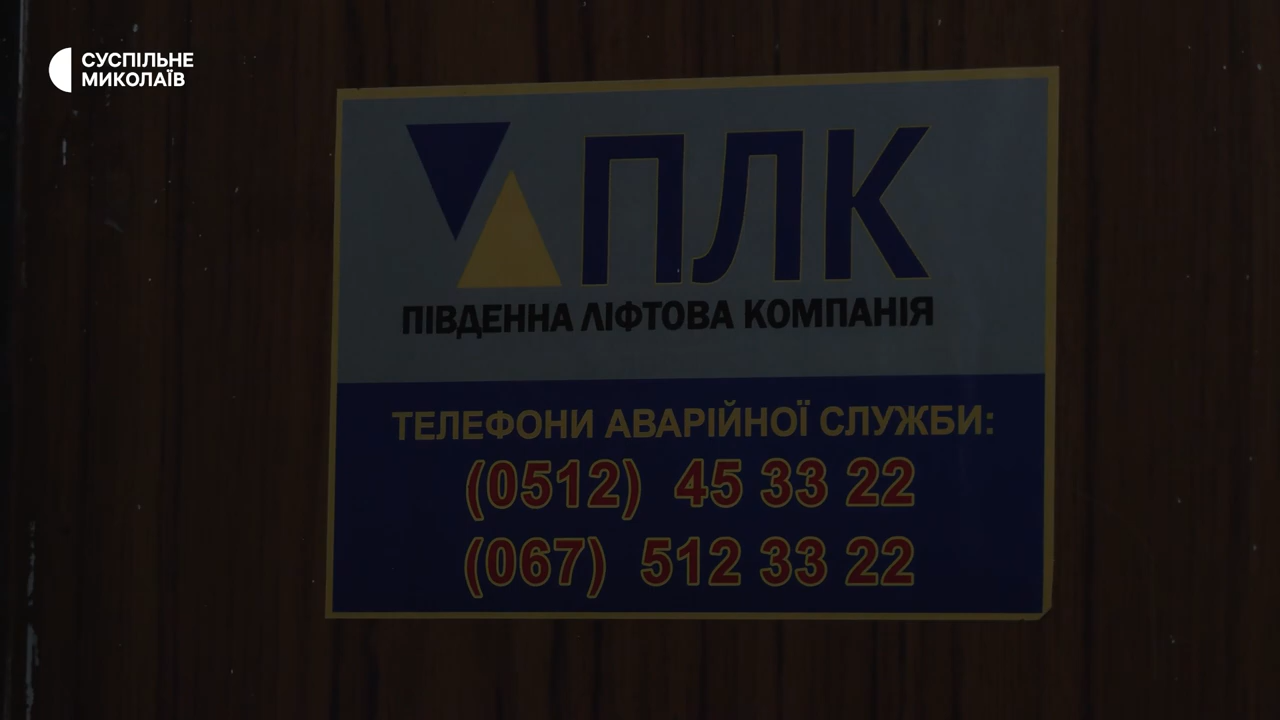 СУСПІЛЬНЕ
МИКОЛАЇВ
ПЛК
ПІВДЕННА ЛІФТОВА КОМПАНІЯ
ТЕЛЕФОНИ АВАРІЙНОЇ СЛУЖБИ:
(0512) 45 33 22
(067) 512 33 22